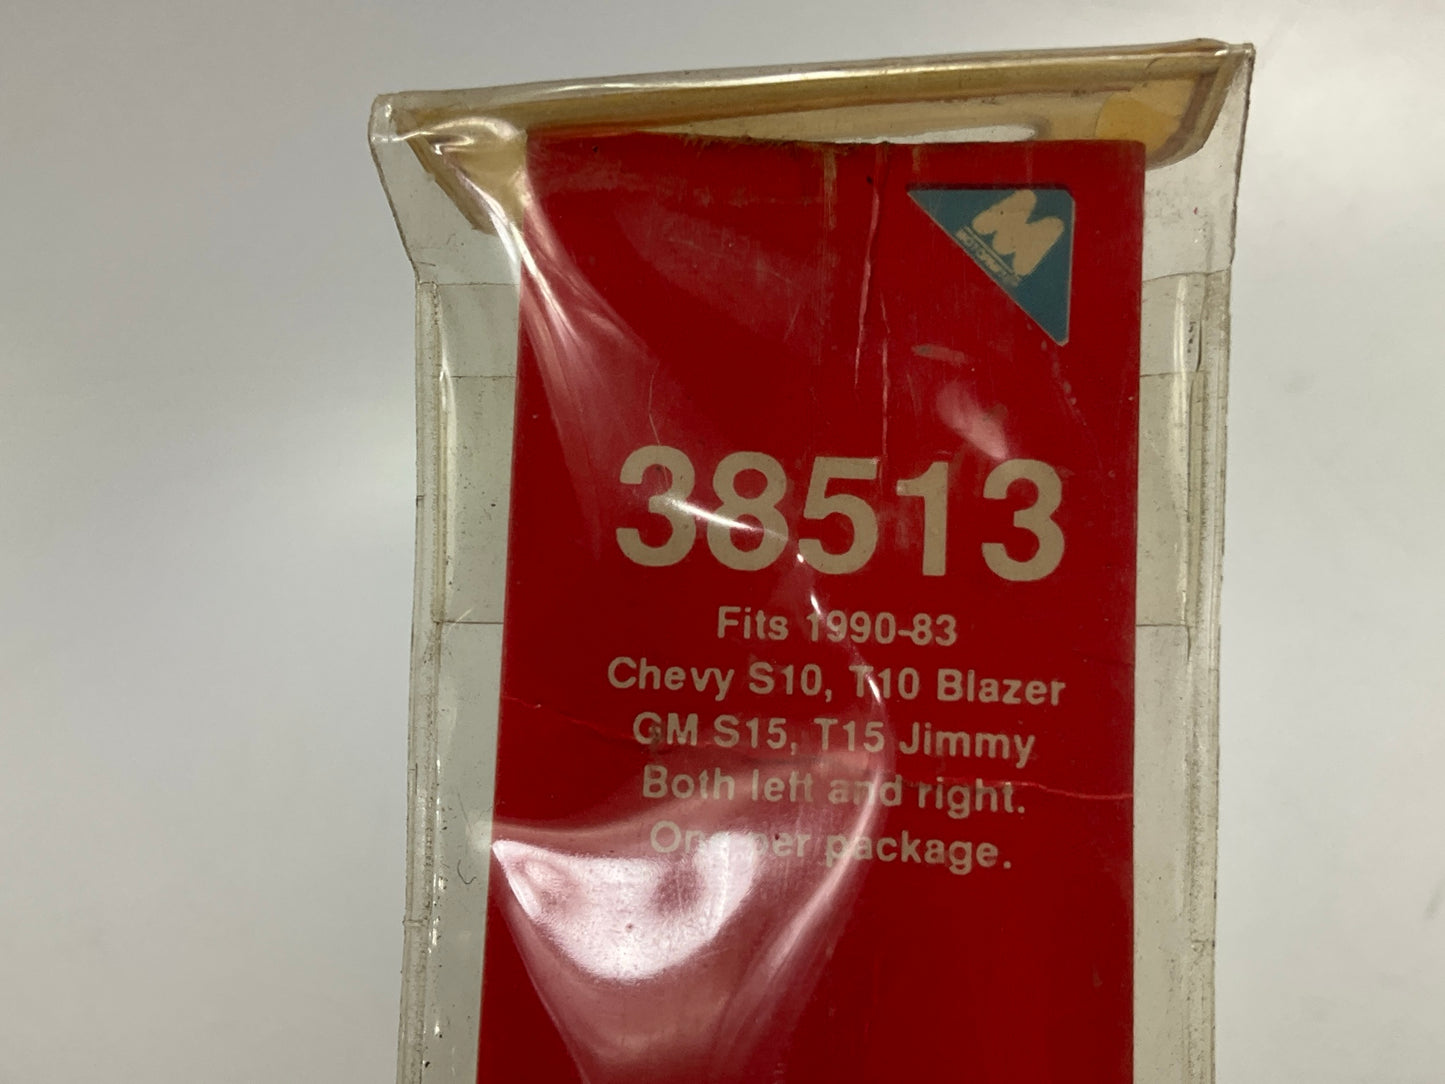 M
38513
Fits 1990-83
Chevy S10, T10 Blazer
GM S15, T15 Jimmy
Both left and right.
One per package.